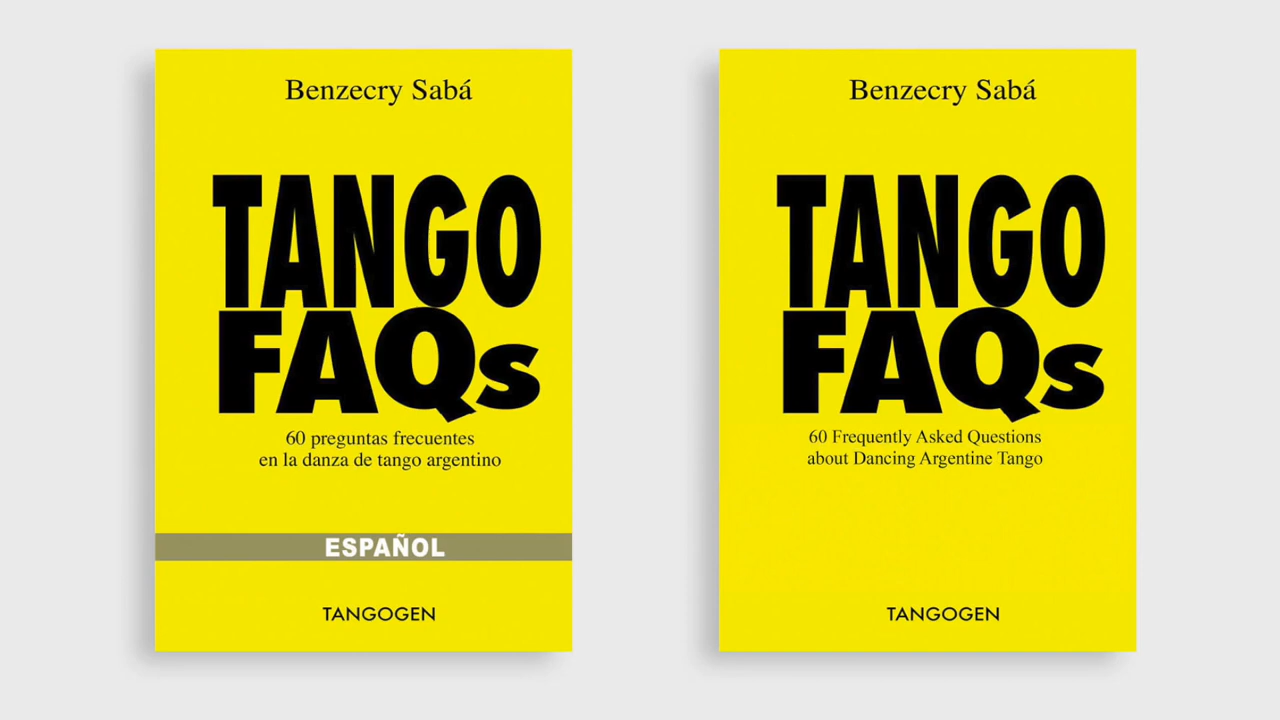 Benzecry Sabá
TANGO
FAQs
60 preguntas frecuentes
en la danza de tango argentino
ESPAÑOL
TANGOGEN
Benzecry Sabá
TANGO
FAQs
60 Frequently Asked Questions
about Dancing Argentine Tango
TANGOGEN